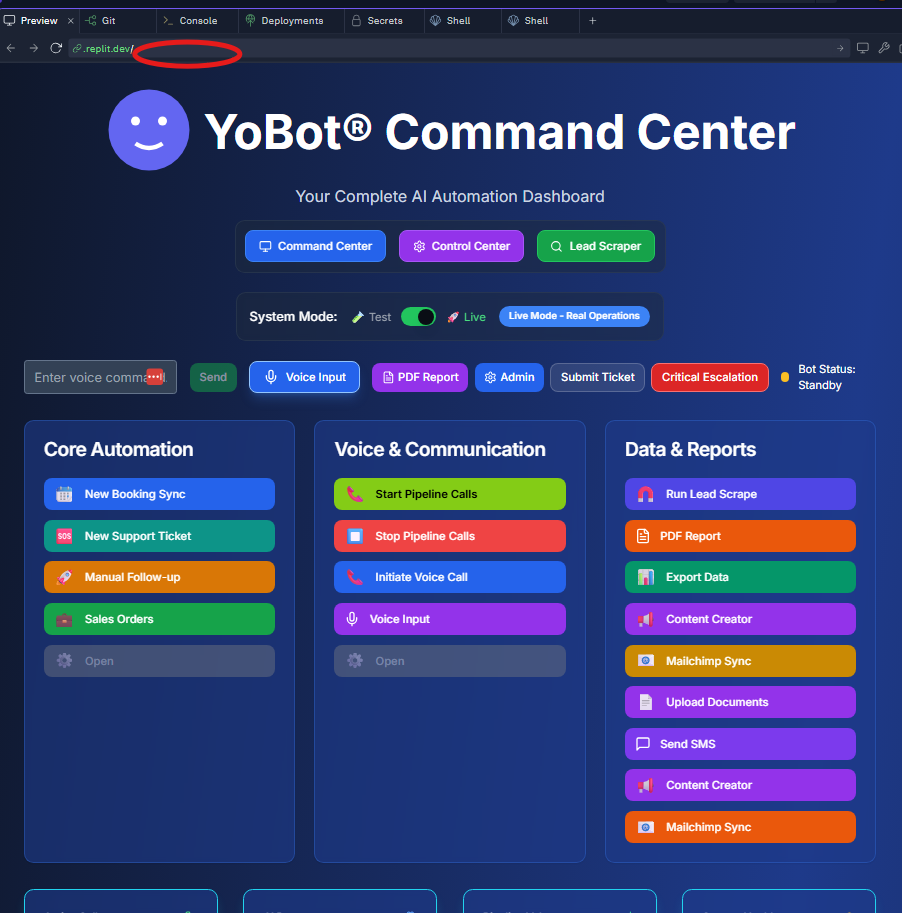 Preview
Git
Console
Deployments
Secrets
Shell
Shell
.replit.dev/
YoBot® Command Center
Your Complete AI Automation Dashboard
Command Center
Control Center
Lead Scraper
System Mode:
Test
Live
Live Mode - Real Operations
Enter voice comma
Send
Voice Input
PDF Report
Admin
Submit Ticket
Critical Escalation
Bot Status:
Standby
Core Automation
New Booking Sync
SOS
New Support Ticket
Manual Follow-up
Sales Orders
Open
Voice & Communication
Start Pipeline Calls
Stop Pipeline Calls
Initiate Voice Call
Voice Input
Open
Data & Reports
Run Lead Scrape
PDF Report
Export Data
Content Creator
Mailchimp Sync
Upload Documents
Send SMS
Content Creator
Mailchimp Sync